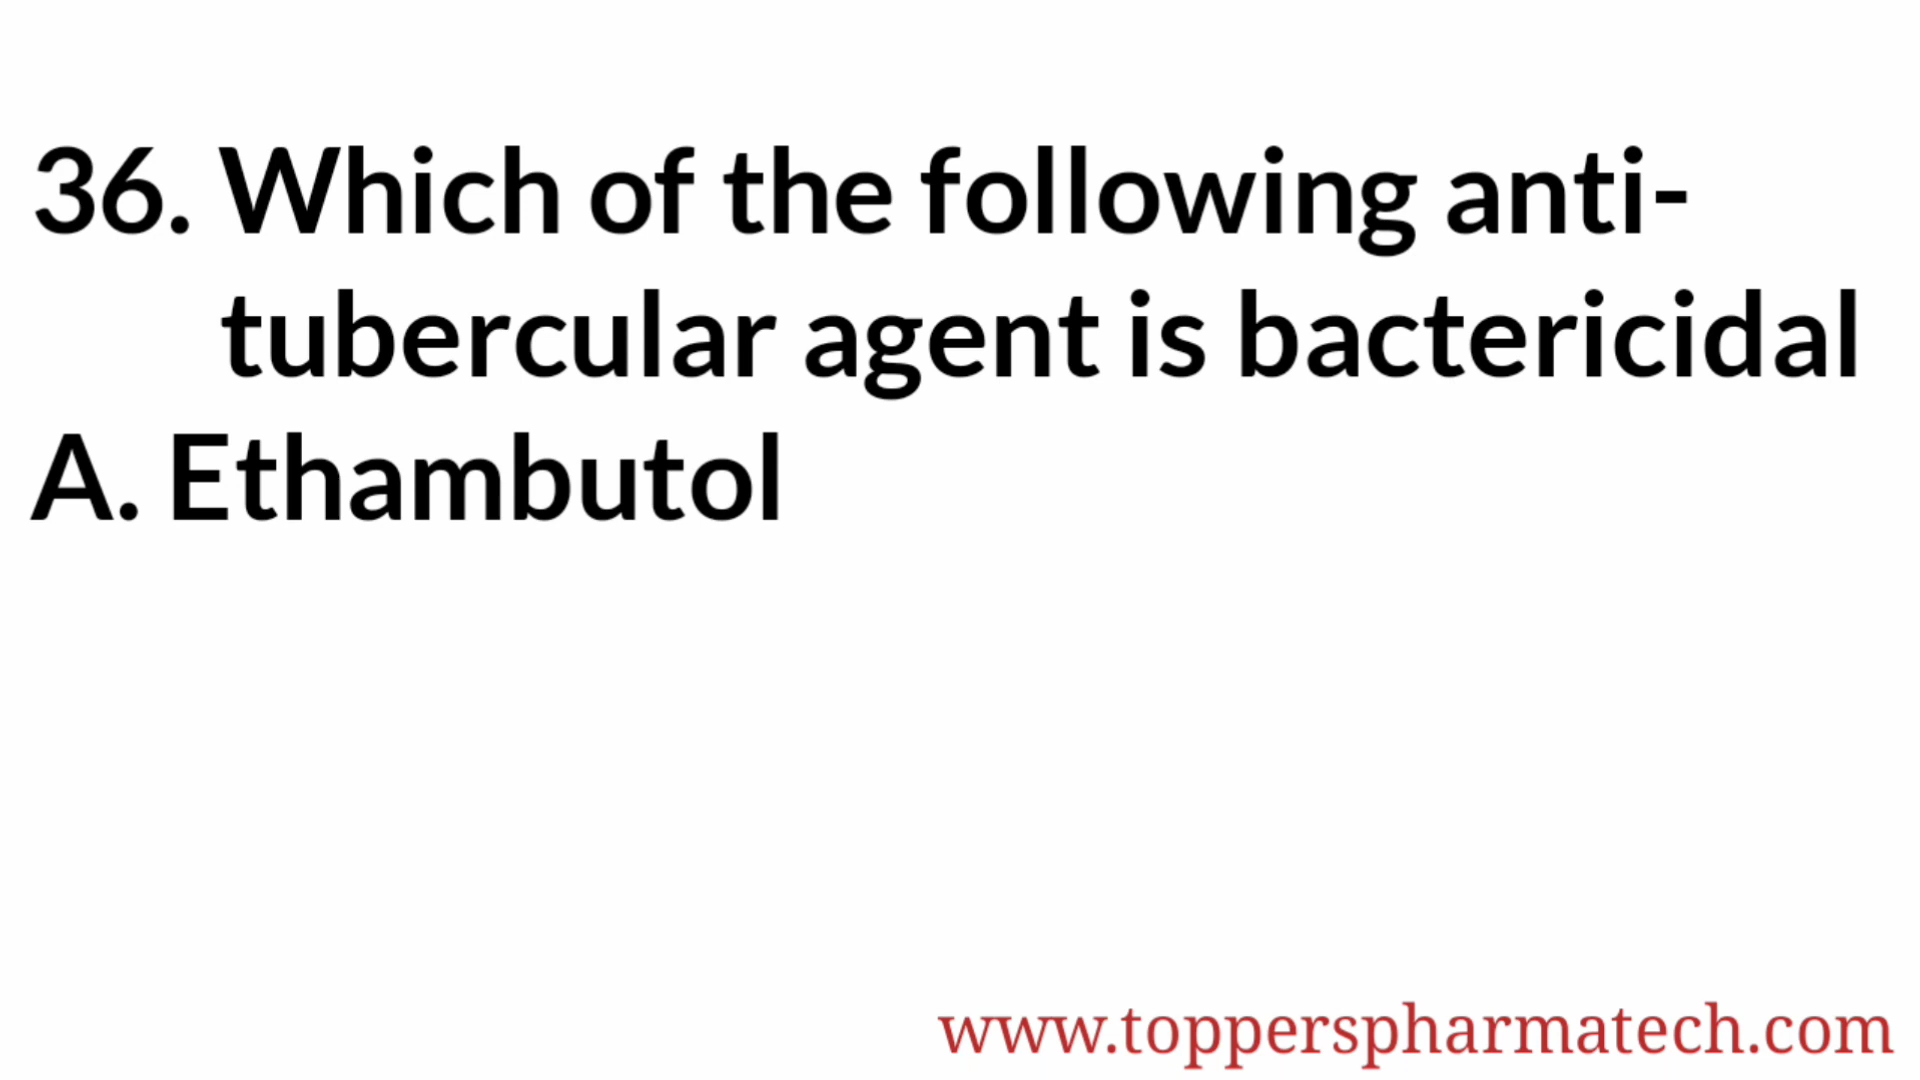 36. Which of the following anti-
tubercular agent is bactericidal
A. Ethambutol
www.topperspharmatech.com